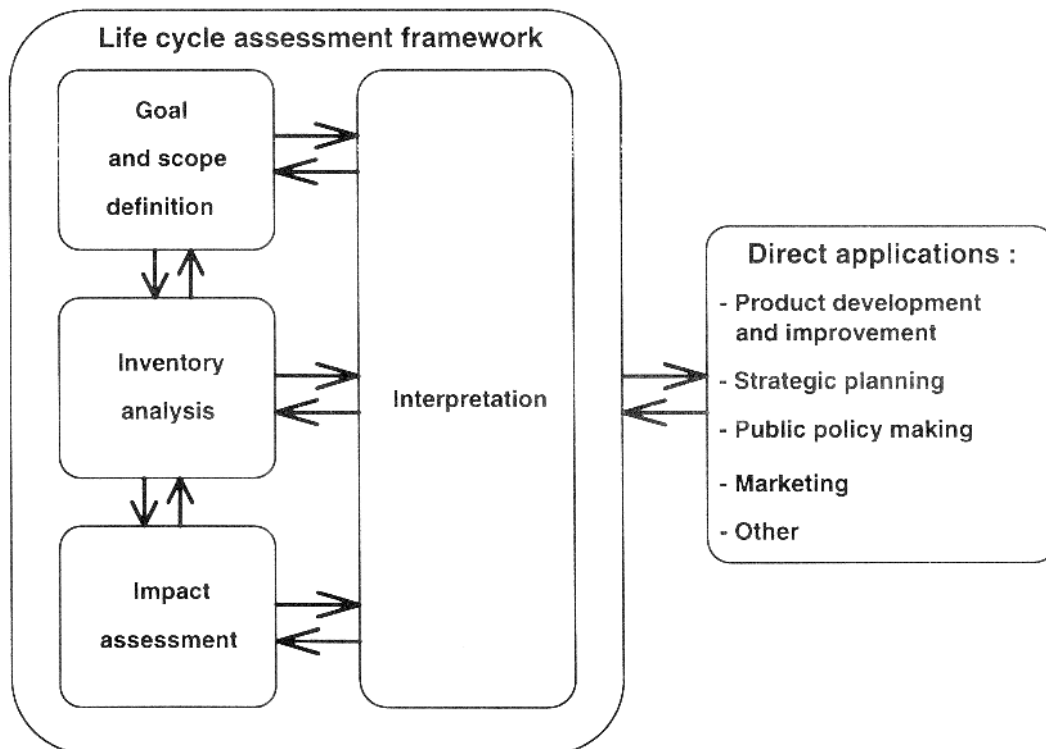 Life cycle assessment framework
Goal
and scope
definition
Inventory
analysis
Impact
assessment
Interpretation
Direct applications :
- Product development
and improvement
- Strategic planning
- Public policy making
- Marketing
- Other